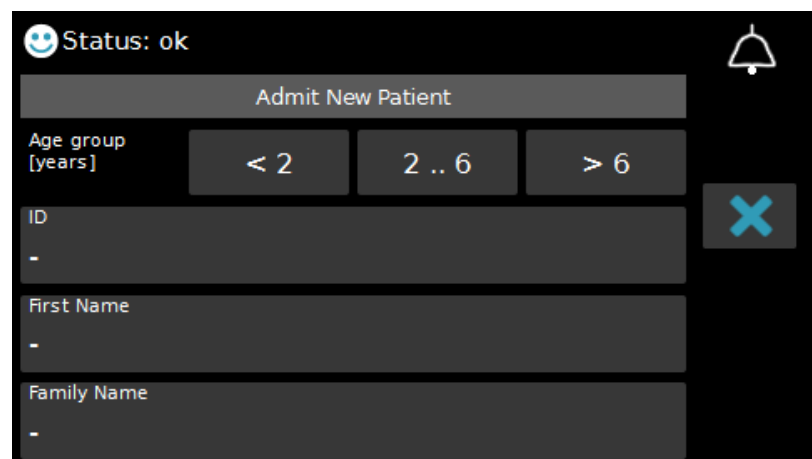 Status: ok
Admit New Patient
Age group
[years]
< 2
2 .. 6
> 6
ID
-
First Name
-
Family Name
-